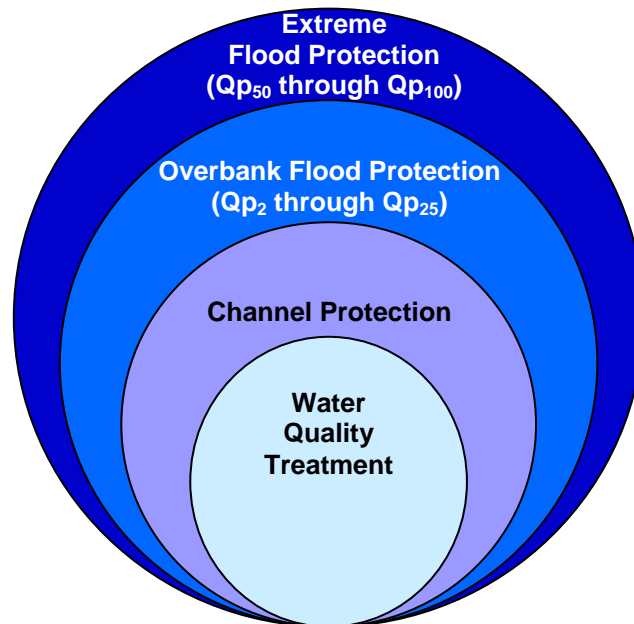 Extreme
Flood Protection
(Qp₅₀ through Qp₁₀₀)
Overbank Flood Protection
(Qp₂ through Qp₂₅)
Channel Protection
Water
Quality
Treatment